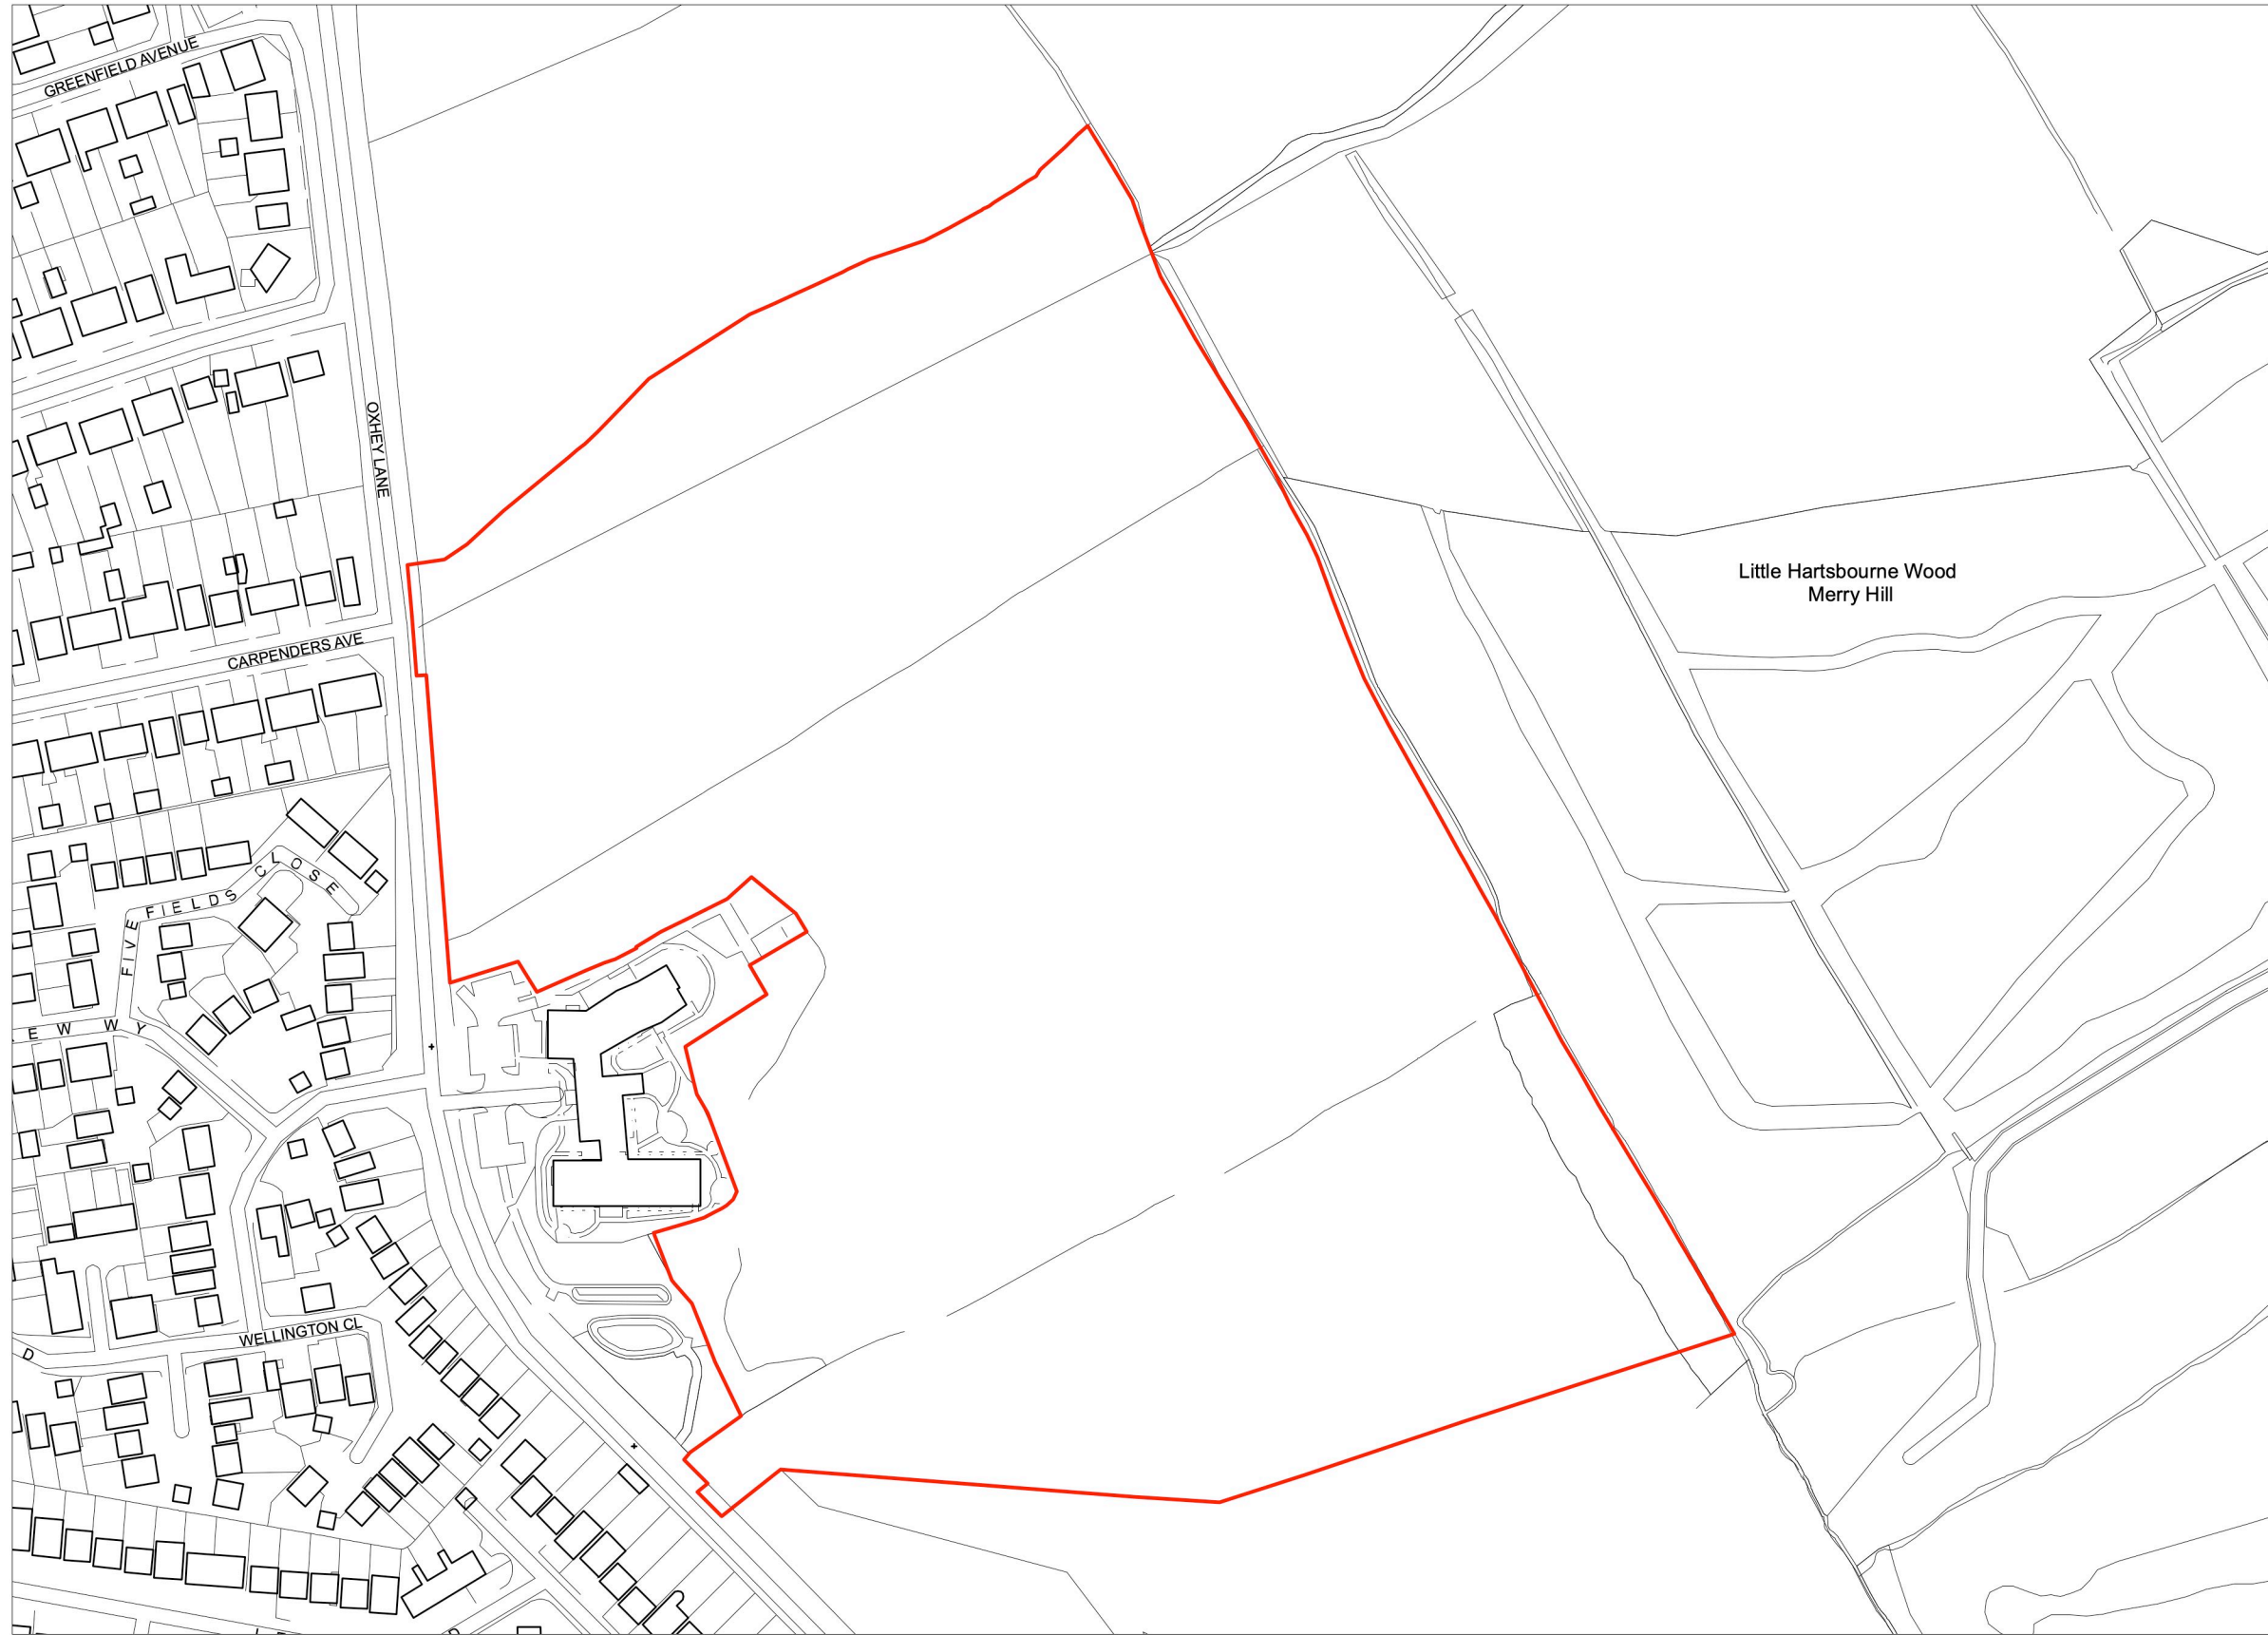 GREENFIELD AVENUE
OXHEY LANE
Little Hartsbourne Wood
Merry Hill
CARPENDERS AVE
FIVE FIELDS CLOSE
EW WY
WELLINGTON CL
D